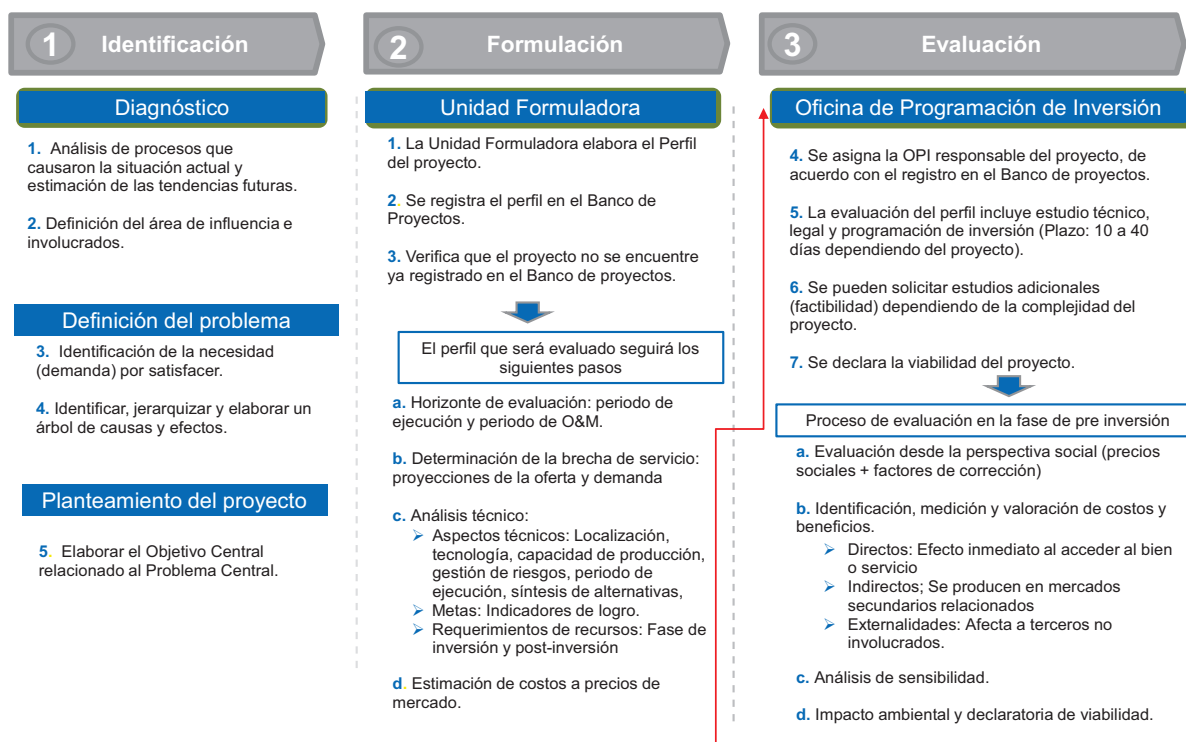 1 Identificación
Diagnóstico
1. Análisis de procesos que
causaron la situación actual y
estimación de las tendencias futuras.
2. Definición del área de influencia e
involucrados.
Definición del problema
3. Identificación de la necesidad
(demanda) por satisfacer.
4. Identificar, jerarquizar y elaborar un
árbol de causas y efectos.
Planteamiento del proyecto
5. Elaborar el Objetivo Central
relacionado al Problema Central.
2 Formulación
Unidad Formuladora
1. La Unidad Formuladora elabora el Perfil
del proyecto.
2. Se registra el perfil en el Banco de
Proyectos.
3. Verifica que el proyecto no se encuentre
ya registrado en el Banco de proyectos.
El perfil que será evaluado seguirá los
siguientes pasos
a. Horizonte de evaluación: periodo de
ejecución y periodo de O&M.
b. Determinación de la brecha de servicio:
proyecciones de la oferta y demanda
c. Análisis técnico:
➢ Aspectos técnicos: Localización,
tecnología, capacidad de producción,
gestión de riesgos, periodo de
ejecución, síntesis de alternativas,
➢ Metas: Indicadores de logro.
➢ Requerimientos de recursos: Fase de
inversión y post-inversión
d. Estimación de costos a precios de
mercado.
3 Evaluación
Oficina de Programación de Inversión
4. Se asigna la OPI responsable del proyecto, de
acuerdo con el registro en el Banco de proyectos.
5. La evaluación del perfil incluye estudio técnico,
legal y programación de inversión (Plazo: 10 a 40
días dependiendo del proyecto).
6. Se pueden solicitar estudios adicionales
(factibilidad) dependiendo de la complejidad del
proyecto.
7. Se declara la viabilidad del proyecto.
Proceso de evaluación en la fase de pre inversión
a. Evaluación desde la perspectiva social (precios
sociales + factores de corrección)
b. Identificación, medición y valoración de costos y
beneficios.
➢ Directos: Efecto inmediato al acceder al bien
o servicio
➢ Indirectos; Se producen en mercados
secundarios relacionados
➢ Externalidades: Afecta a terceros no
involucrados.
c. Análisis de sensibilidad.
d. Impacto ambiental y declaratoria de viabilidad.